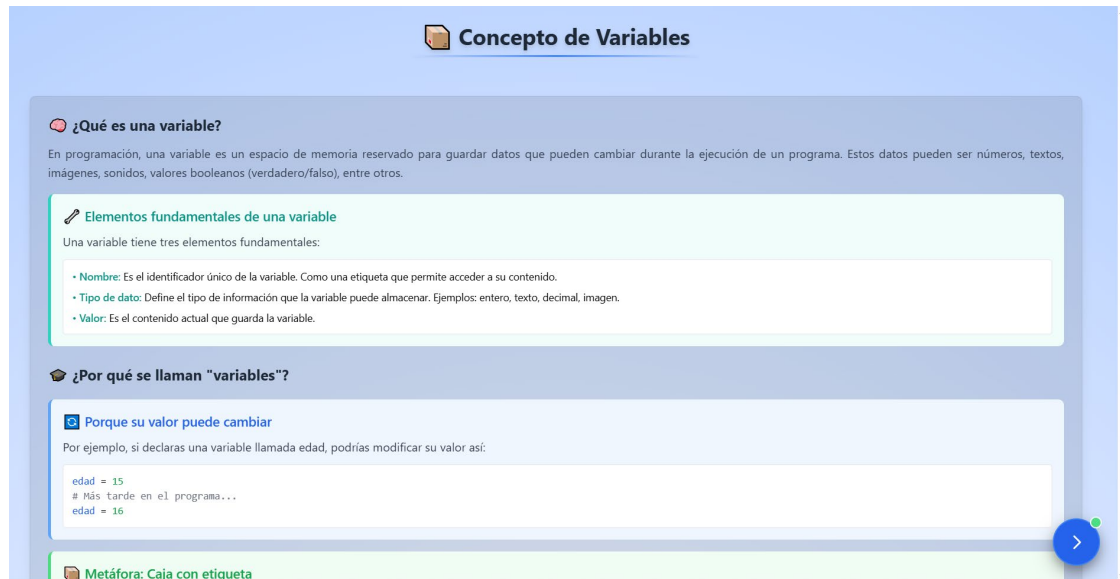 Concepto de Variables
¿Qué es una variable?
En programación, una variable es un espacio de memoria reservado para guardar datos que pueden cambiar durante la ejecución de un programa. Estos datos pueden ser números, textos,
imágenes, sonidos, valores booleanos (verdadero/falso), entre otros.
Elementos fundamentales de una variable
Una variable tiene tres elementos fundamentales:
• Nombre: Es el identificador único de la variable. Como una etiqueta que permite acceder a su contenido.
• Tipo de dato: Define el tipo de información que la variable puede almacenar. Ejemplos: entero, texto, decimal, imagen.
• Valor: Es el contenido actual que guarda la variable.
¿Por qué se llaman "variables"?
Porque su valor puede cambiar
Por ejemplo, si declaras una variable llamada edad, podrías modificar su valor así:
edad = 15
# Más tarde en el programa...
edad = 16
Metáfora: Caja con etiqueta